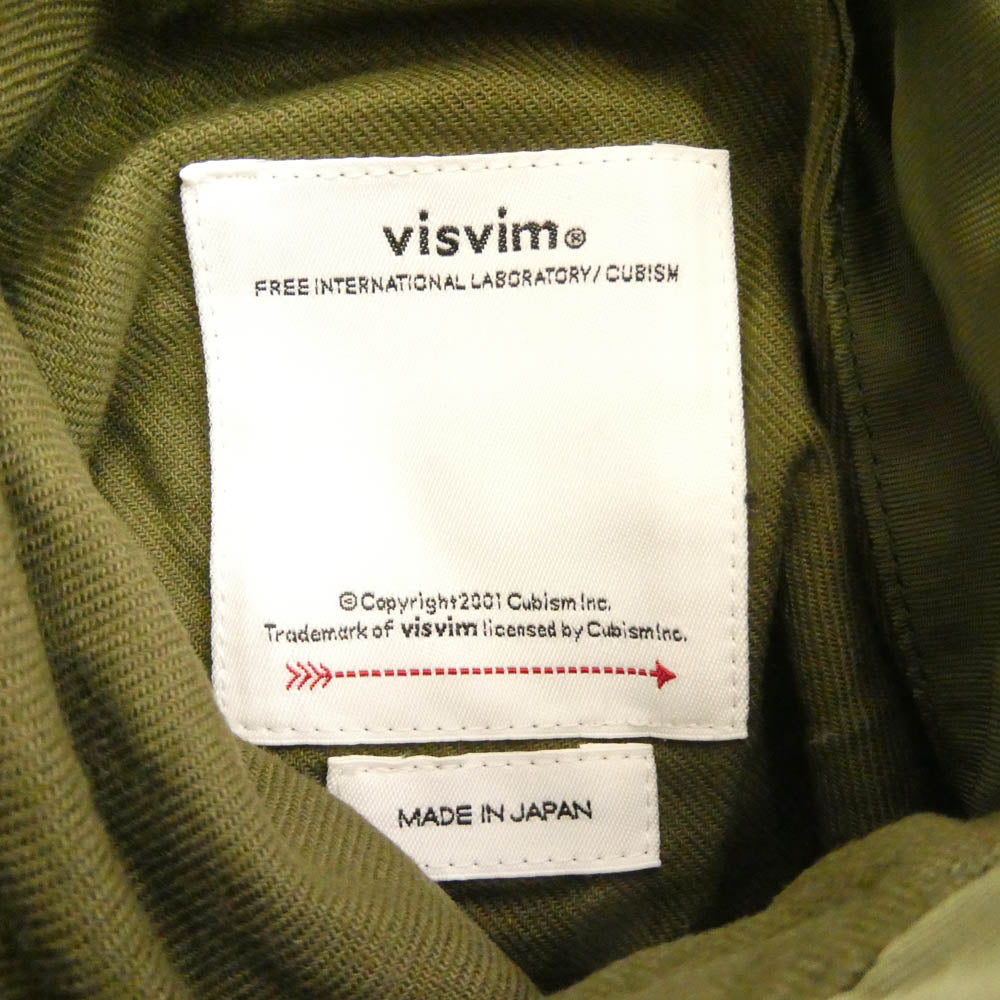 visvim®
FREE INTERNATIONAL LABORATORY/CUBISM
©Copyright2001 Cubism Inc.
Trademark of visvim licensed by Cubism Inc.
MADE IN JAPAN